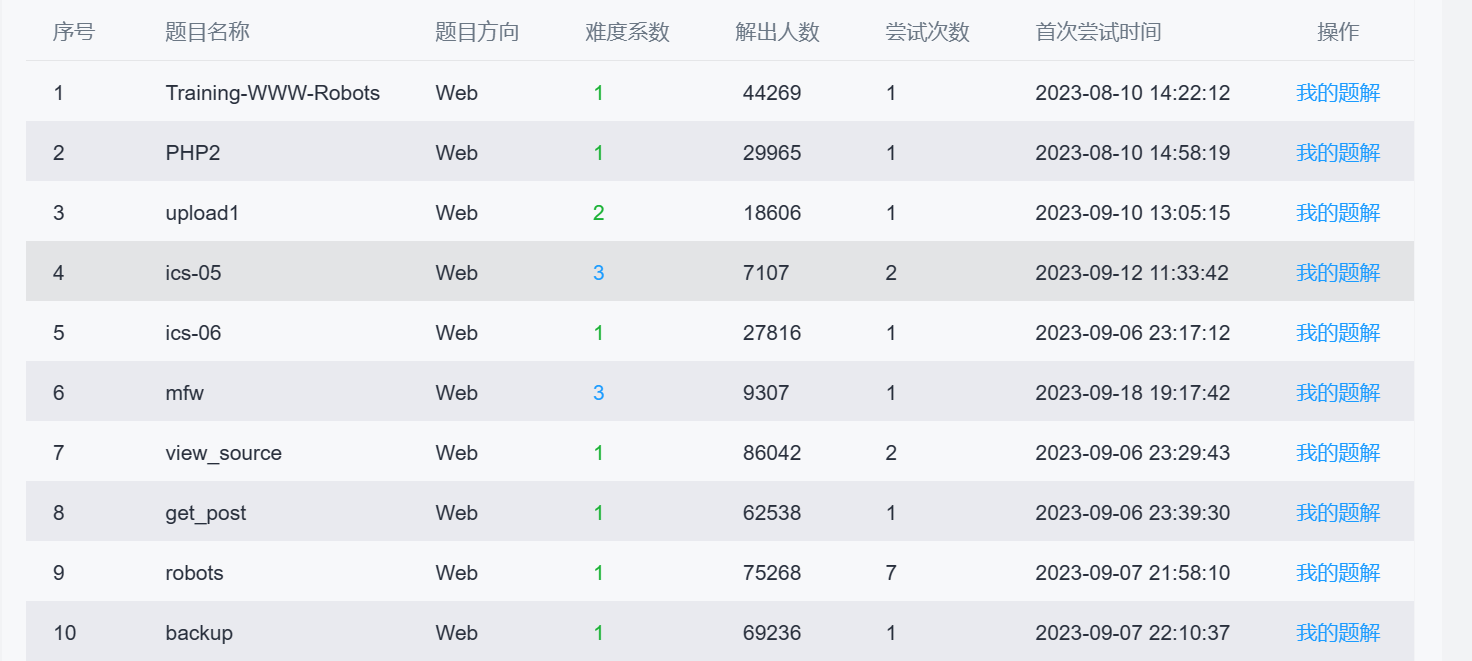 序号 题目名称 题目方向 难度系数 解出人数 尝试次数 首次尝试时间 操作
1 Training-WWW-Robots Web 1 44269 1 2023-08-10 14:22:12 我的题解
2 PHP2 Web 1 29965 1 2023-08-10 14:58:19 我的题解
3 upload1 Web 2 18606 1 2023-09-10 13:05:15 我的题解
4 ics-05 Web 3 7107 2 2023-09-12 11:33:42 我的题解
5 ics-06 Web 1 27816 1 2023-09-06 23:17:12 我的题解
6 mfw Web 3 9307 1 2023-09-18 19:17:42 我的题解
7 view_source Web 1 86042 2 2023-09-06 23:29:43 我的题解
8 get_post Web 1 62538 1 2023-09-06 23:39:30 我的题解
9 robots Web 1 75268 7 2023-09-07 21:58:10 我的题解
10 backup Web 1 69236 1 2023-09-07 22:10:37 我的题解